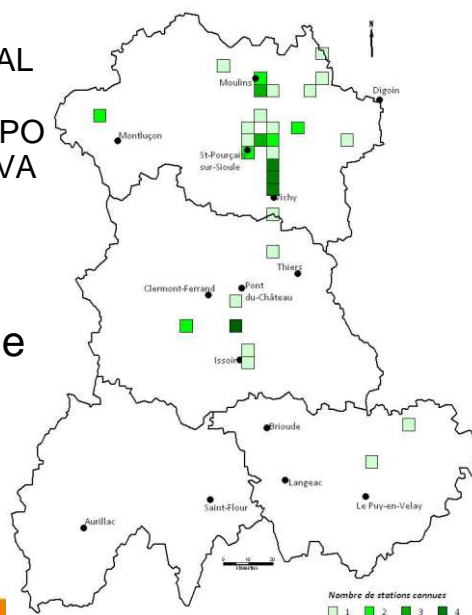 AL
PO
VA
e
N
Moulins
Digoin
Montluçon
St-Pourçain
sur-Sioule
Vichy
Thiers
Clermont-Ferrand
Pont
du-Château
Issoire
Brioude
Langeac
Le Puy-en-Velay
Saint-Flour
Aurillac
Nombre de stations connues
1 2 3 4